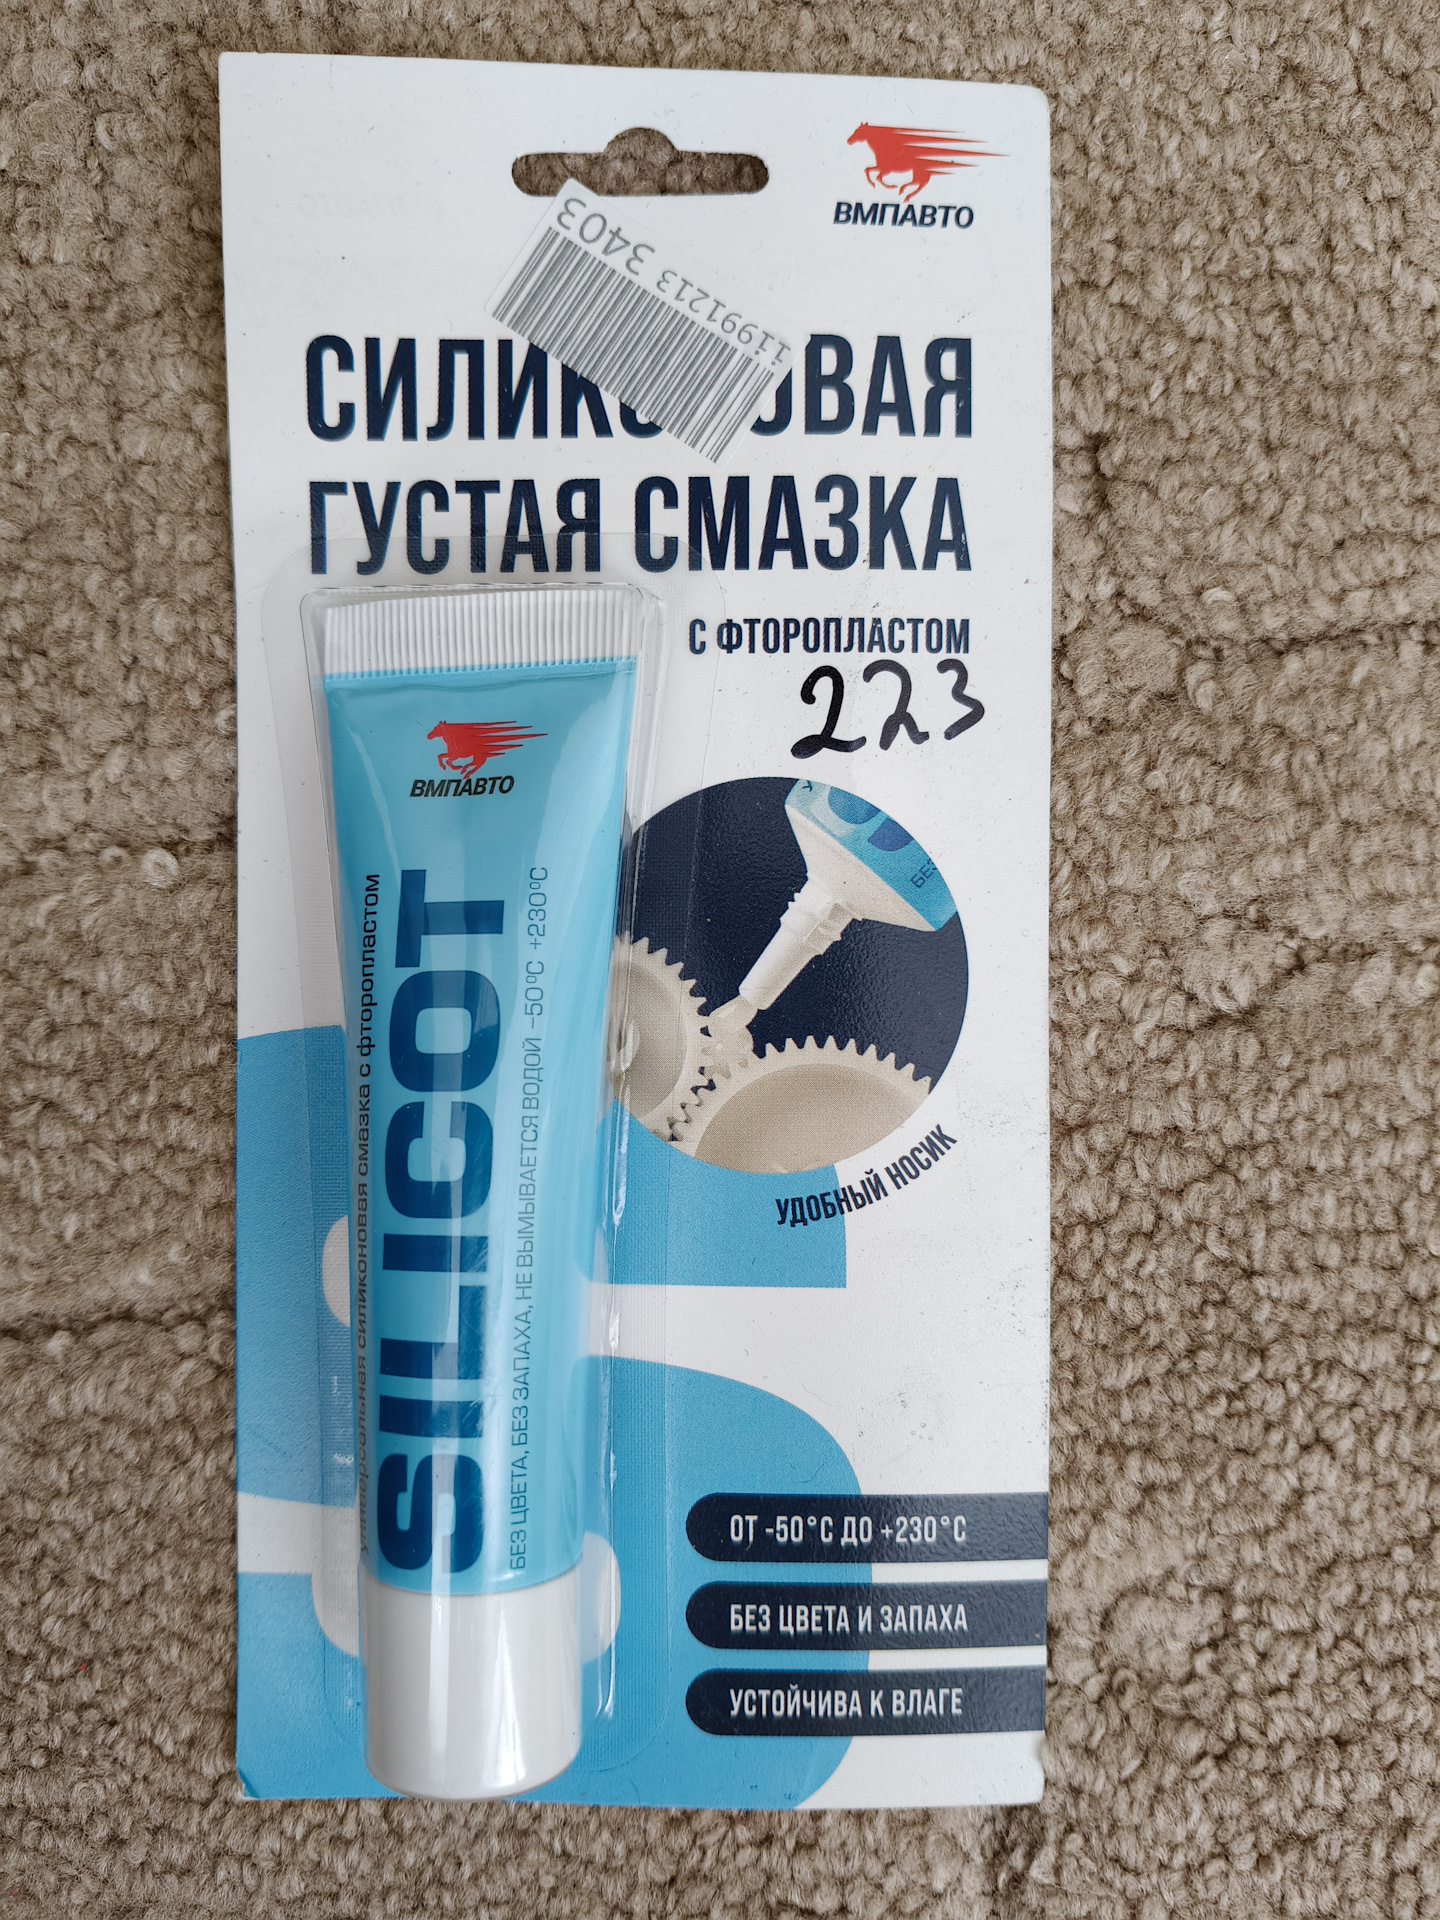 ВМПАВТО
11991213 3403
СИЛИКОНОВАЯ
ГУСТАЯ СМАЗКА
С ФТОРОПЛАСТОМ
223
ВМПАВТО
универсальная силиконовая смазка с фторопластом
SILICOT
БЕЗ ЦВЕТА, БЕЗ ЗАПАХА, НЕ ВЫМЫВАЕТСЯ ВОДОЙ -50°C +230°C
БЕЗ
УДОБНЫЙ НОСИК
ОТ -50°С ДО +230°С
БЕЗ ЦВЕТА И ЗАПАХА
УСТОЙЧИВА К ВЛАГЕ